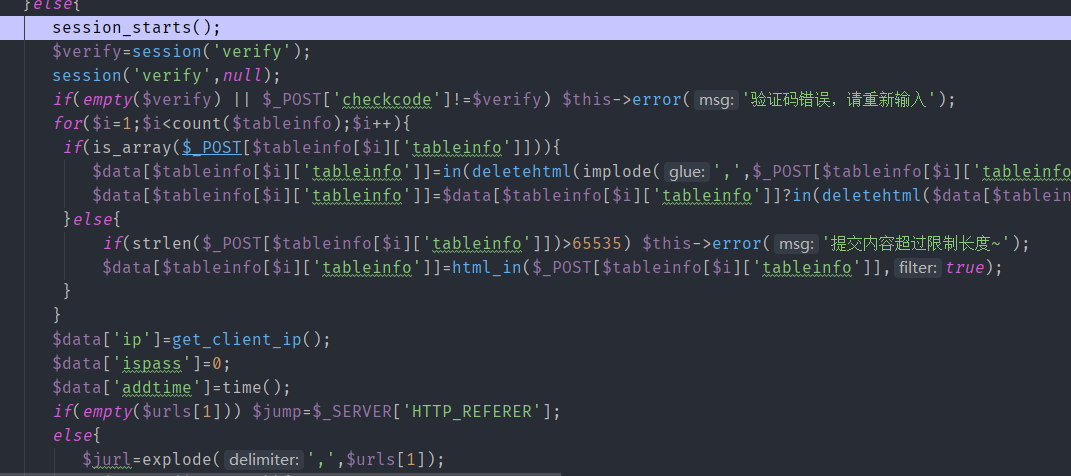 }else{
session_starts();
$verify=session('verify');
session('verify',null);
if(empty($verify) || $_POST['checkcode']!=$verify) $this->error( msg: '验证码错误，请重新输入');
for($i=1;$i<count($tableinfo);$i++){
if(is_array($_POST[$tableinfo[$i]['tableinfo']])){
$data[$tableinfo[$i]['tableinfo']]=in(deletehtml(implode( glue: ',',$_POST[$tableinfo[$i]['tableinfo
$data[$tableinfo[$i]['tableinfo']]=$data[$tableinfo[$i]['tableinfo']]?in(deletehtml($data[$tablein
}else{
if(strlen($_POST[$tableinfo[$i]['tableinfo']])>65535) $this->error( msg: '提交内容超过限制长度~');
$data[$tableinfo[$i]['tableinfo']]=html_in($_POST[$tableinfo[$i]['tableinfo']], filter: true);
}
}
$data['ip']=get_client_ip();
$data['ispass']=0;
$data['addtime']=time();
if(empty($urls[1])) $jump=$_SERVER['HTTP_REFERER'];
else{
$jurl=explode( delimiter: ',',$urls[1]);